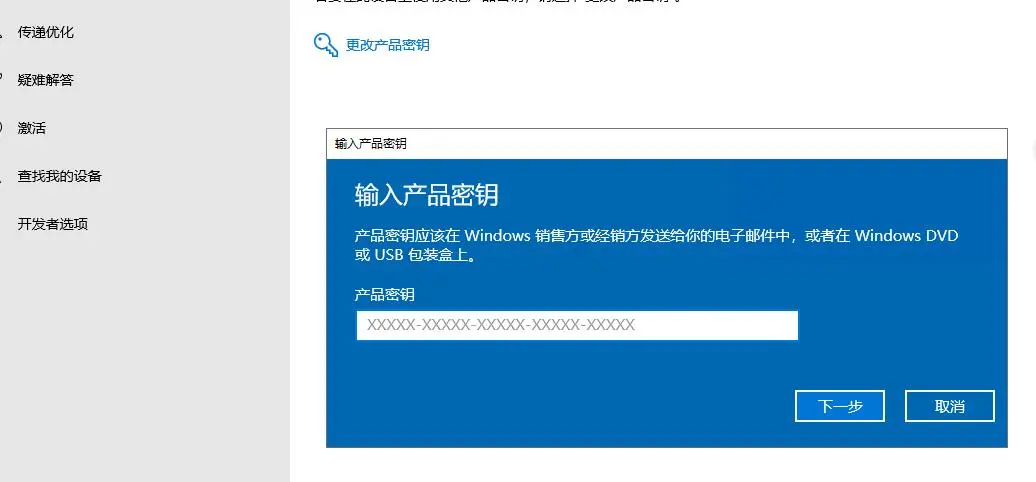 传递优化
更改产品密钥
疑难解答
激活
输入产品密钥
查找我的设备
输入产品密钥
开发者选项
产品密钥应该在 Windows 销售方或经销方发送给你的电子邮件中，或者在 Windows DVD
或 USB 包装盒上。
产品密钥
XXXXX-XXXXX-XXXXX-XXXXX-XXXXX
下一步
取消